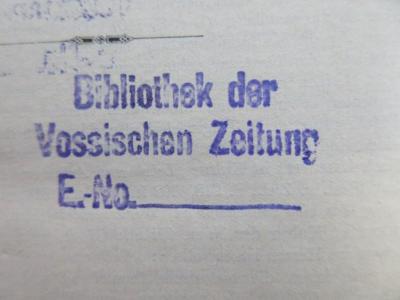 Bibliothek der
Vossischen Zeitung
E.-No.